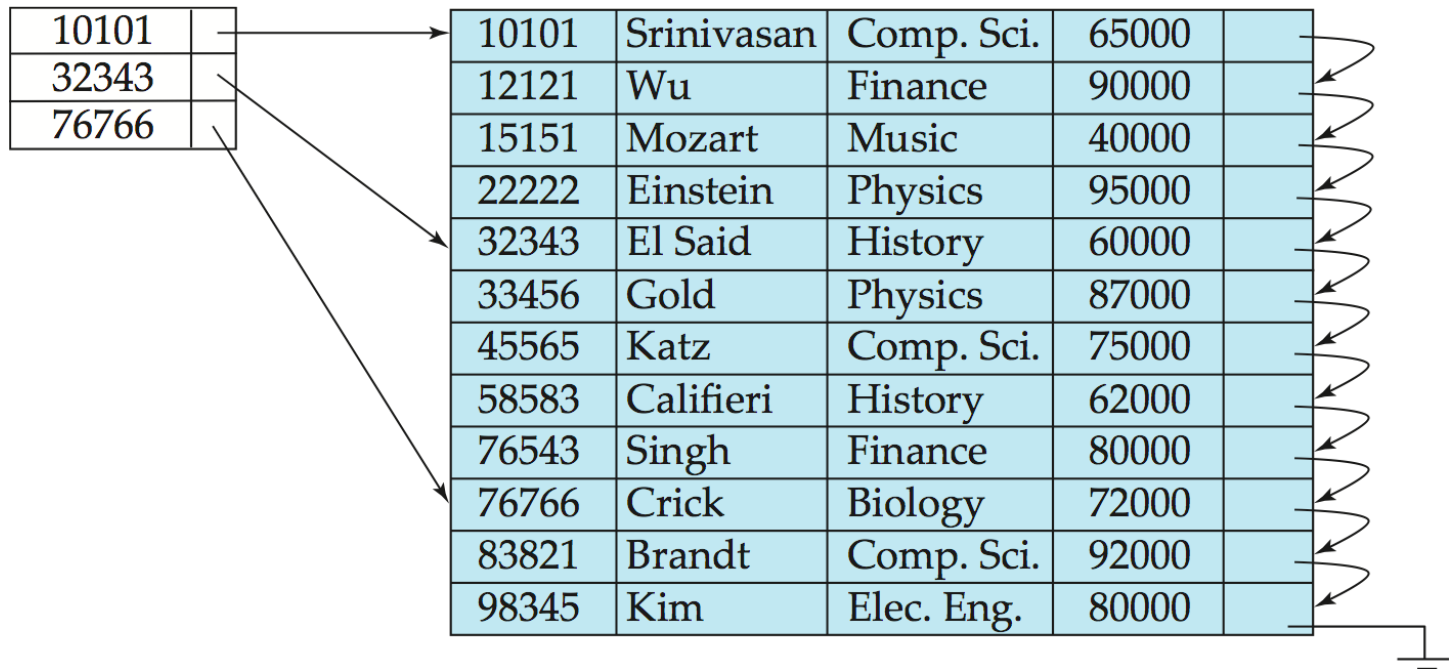 10101
32343
76766
10101 Srinivasan Comp. Sci. 65000
12121 Wu Finance 90000
15151 Mozart Music 40000
22222 Einstein Physics 95000
32343 El Said History 60000
33456 Gold Physics 87000
45565 Katz Comp. Sci. 75000
58583 Califieri History 62000
76543 Singh Finance 80000
76766 Crick Biology 72000
83821 Brandt Comp. Sci. 92000
98345 Kim Elec. Eng. 80000